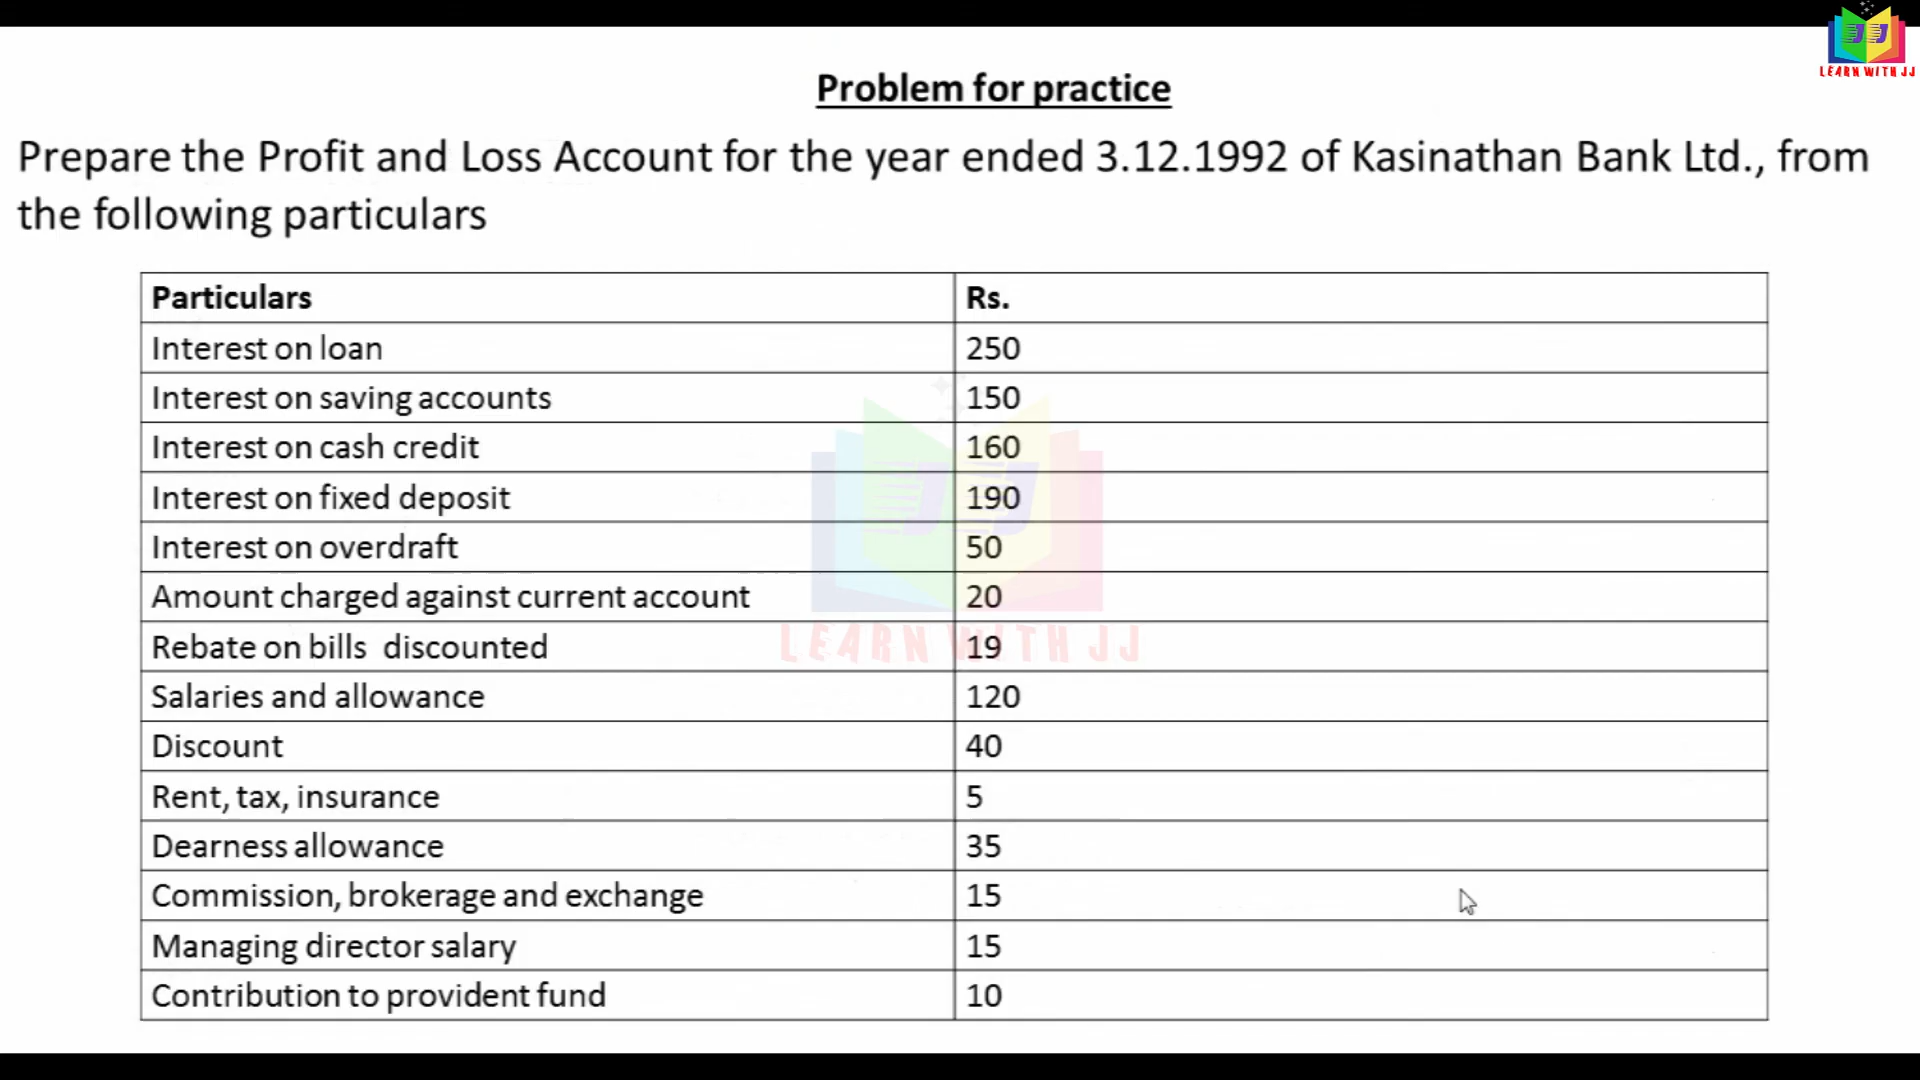 LEARN WITH JJ
Problem for practice
Prepare the Profit and Loss Account for the year ended 3.12.1992 of Kasinathan Bank Ltd., from
the following particulars
Particulars Rs.
Interest on loan 250
Interest on saving accounts 150
Interest on cash credit 160
Interest on fixed deposit 190
Interest on overdraft 50
Amount charged against current account 20
Rebate on bills discounted 19
LEARN WITH JJ
Salaries and allowance 120
Discount 40
Rent, tax, insurance 5
Dearness allowance 35
Commission, brokerage and exchange 15
Managing director salary 15
Contribution to provident fund 10